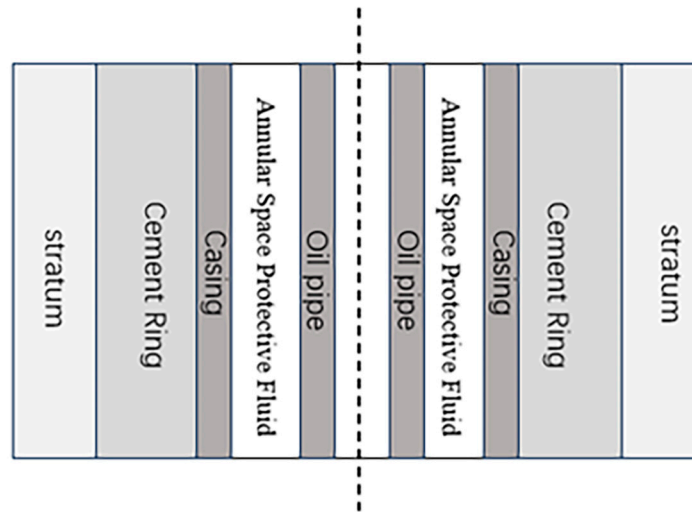 stratum
Cement Ring
Casing
Annular Space Protective Fluid
Oil pipe
Oil pipe
Annular Space Protective Fluid
Casing
Cement Ring
stratum